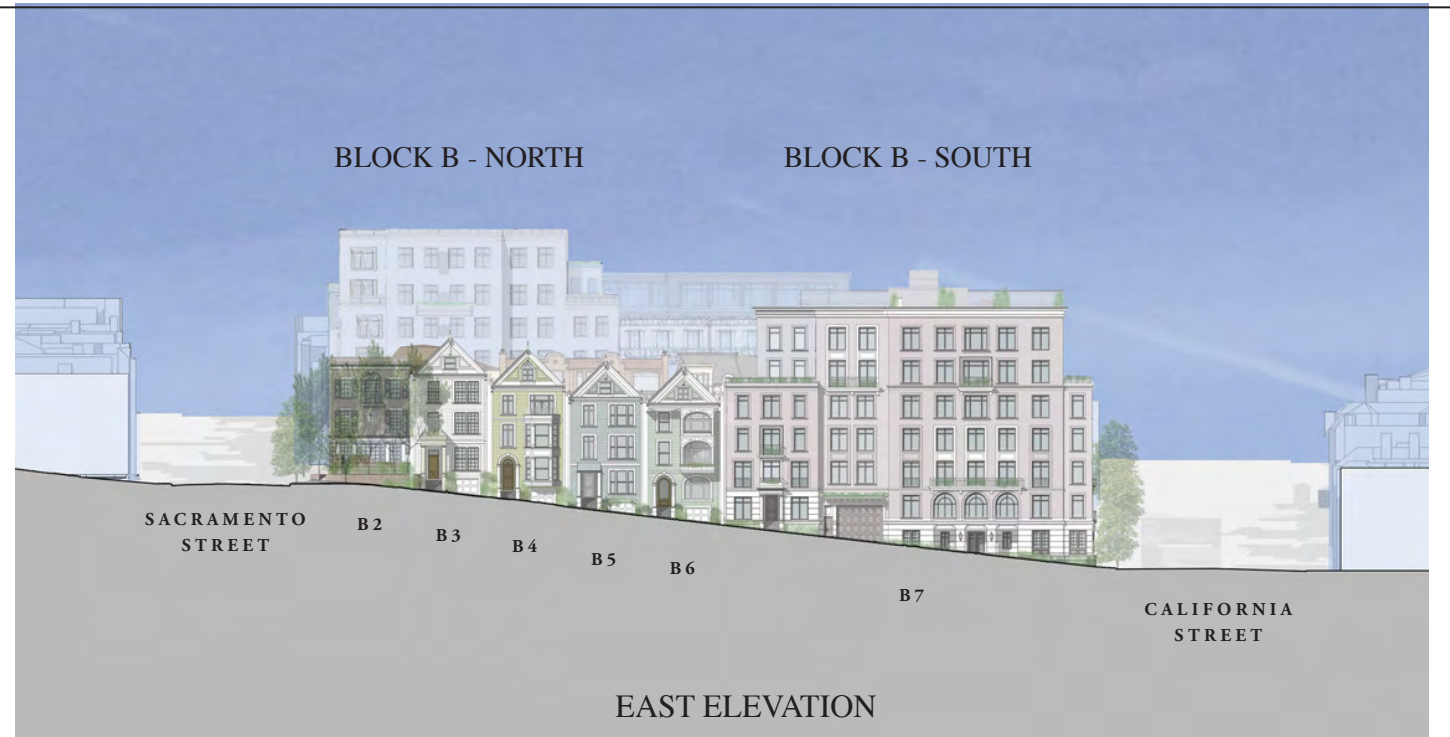 BLOCK B - NORTH
BLOCK B - SOUTH
SACRAMENTO
STREET
B2
B3
B4
B5
B6
B7
CALIFORNIA
STREET
EAST ELEVATION